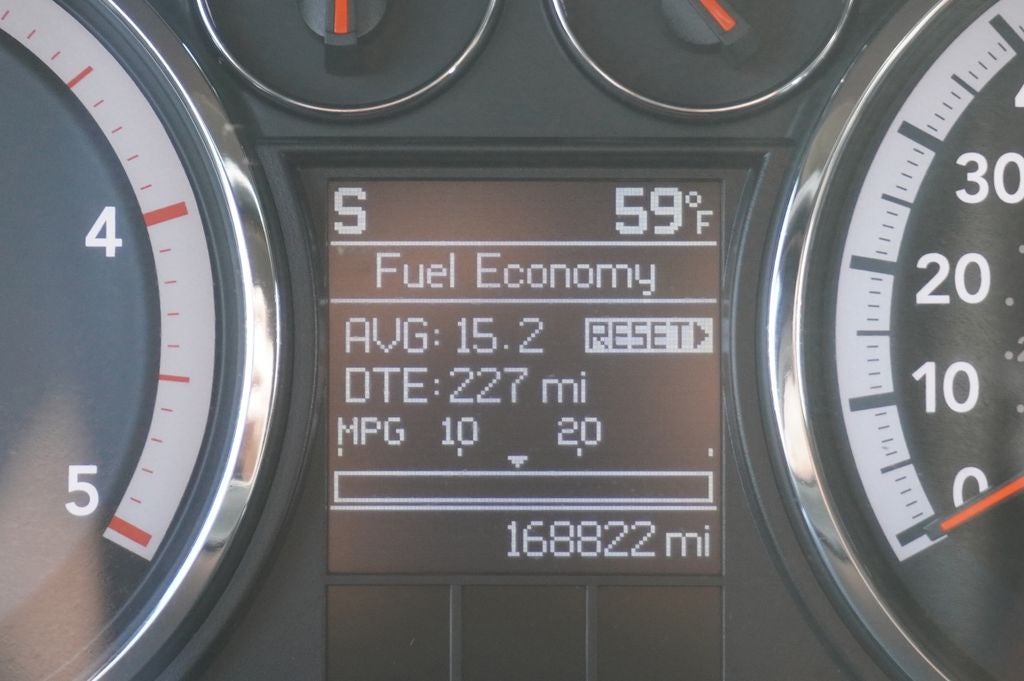 S 59°F
Fuel Economy
AVG: 15.2 RESET▸
DTE: 227 mi
MPG 10 20
168822 mi
4
5
30
20
10
0